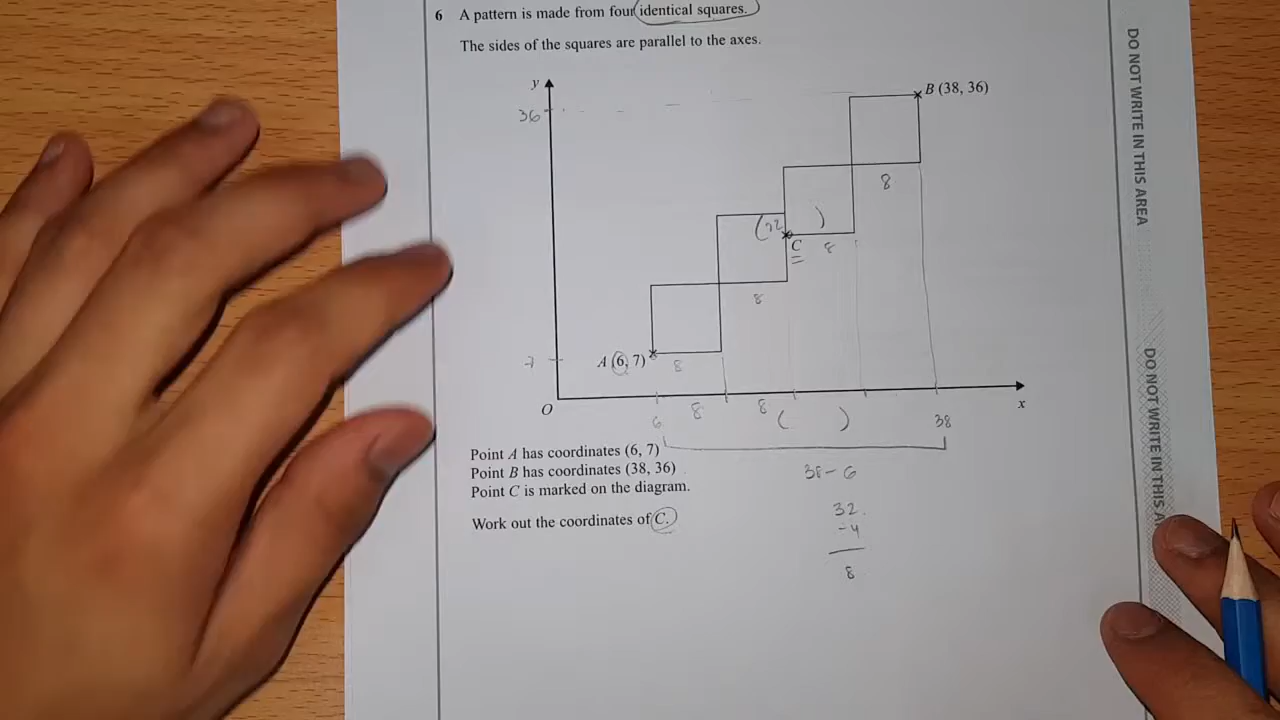 6 A pattern is made from four identical squares.
The sides of the squares are parallel to the axes.
y
36
B (38, 36)
8
(22 )
C
8
8
7
A (6, 7)
8
O
x
6
8
8
( )
38
Point A has coordinates (6, 7)
Point B has coordinates (38, 36)
Point C is marked on the diagram.
Work out the coordinates of C.
38 - 6
32
-4
8
DO NOT WRITE IN THIS AREA
DO NOT WRITE IN THIS A